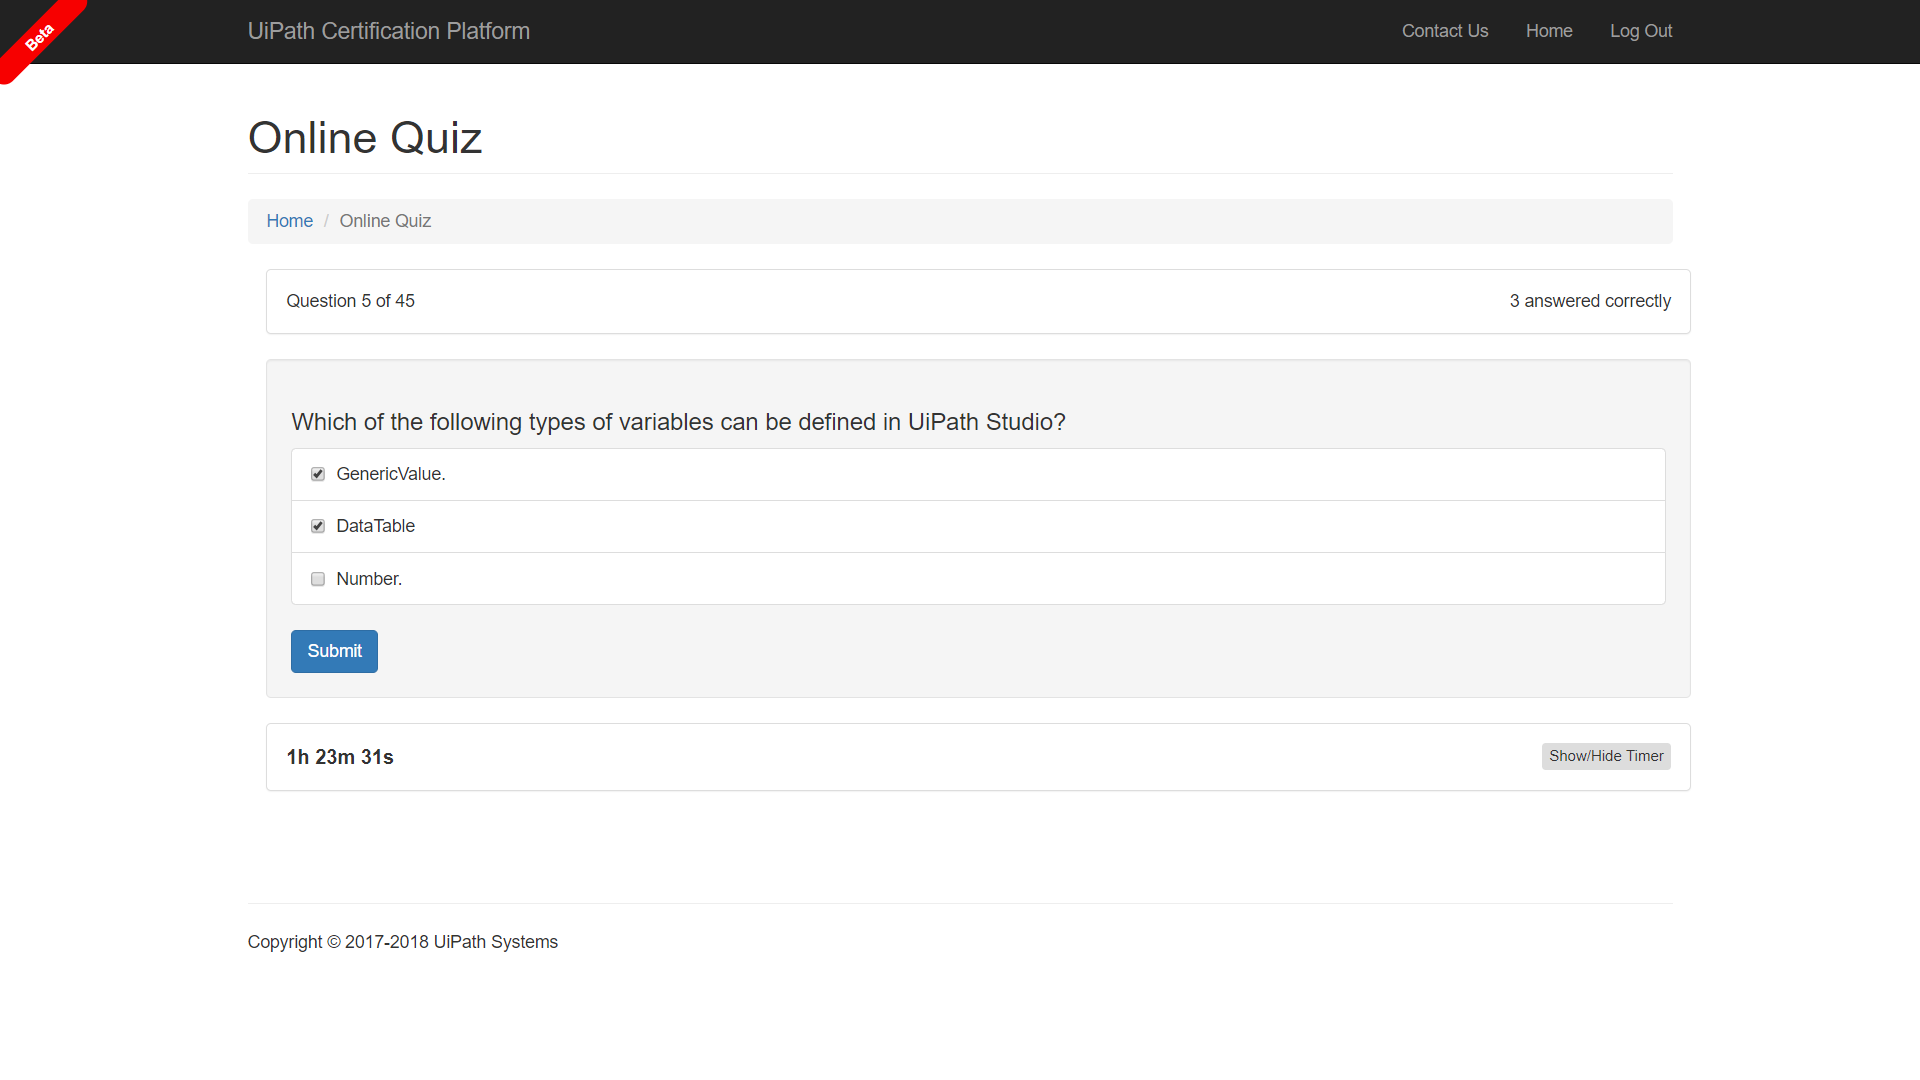 Beta
UiPath Certification Platform
Contact Us
Home
Log Out
Online Quiz
Home / Online Quiz
Question 5 of 45
3 answered correctly
Which of the following types of variables can be defined in UiPath Studio?
GenericValue.
DataTable
Number.
Submit
1h 23m 31s
Show/Hide Timer
Copyright © 2017-2018 UiPath Systems